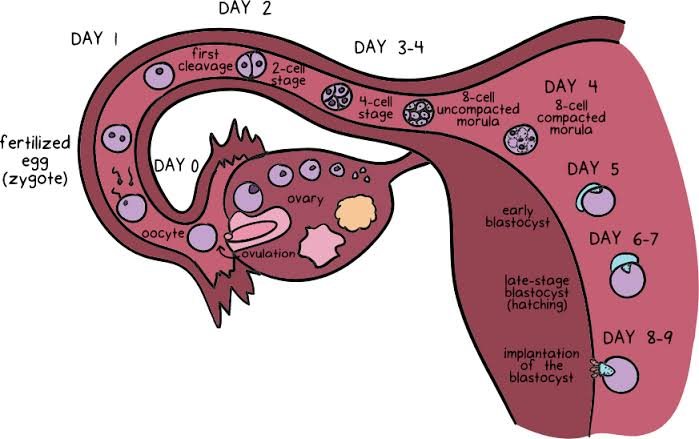 DAY 1
DAY 2
DAY 3-4
DAY 4
DAY 5
DAY 6-7
DAY 8-9
DAY 0
fertilized
egg
(zygote)
first
cleavage
2-cell
stage
4-cell
stage
8-cell
uncompacted
morula
8-cell
compacted
morula
early
blastocyst
late-stage
blastocyst
(hatching)
implantation
of the
blastocyst
oocyte
ovary
ovulation